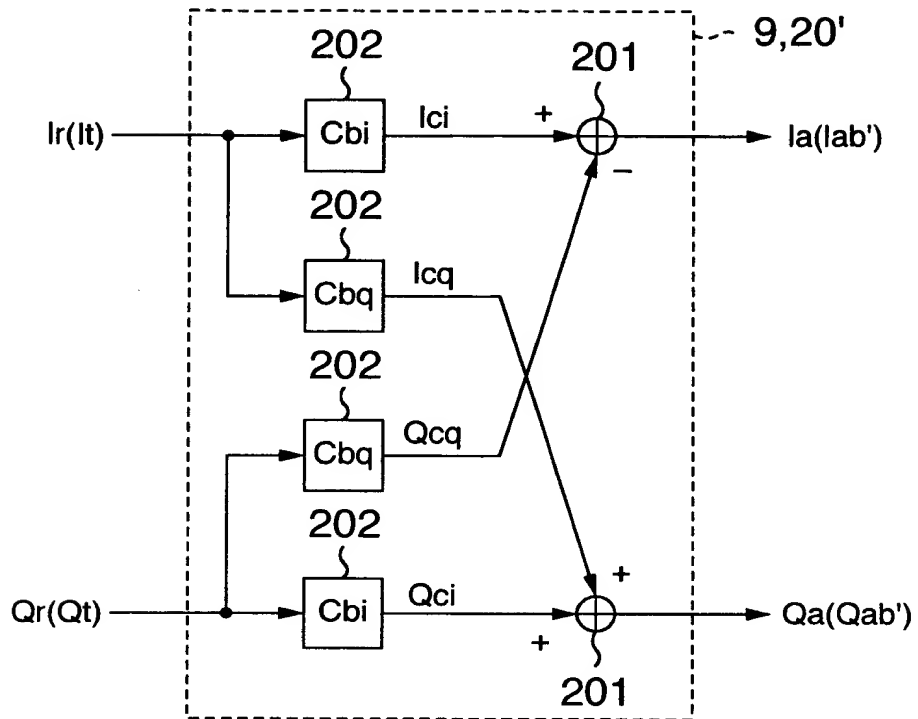 9,20'
202
201
Ir(It)
Cbi
Ici
+
Ia(Iab')
−
202
Cbq
Icq
202
Cbq
Qcq
202
+
Qr(Qt)
Cbi
Qci
+
Qa(Qab')
201